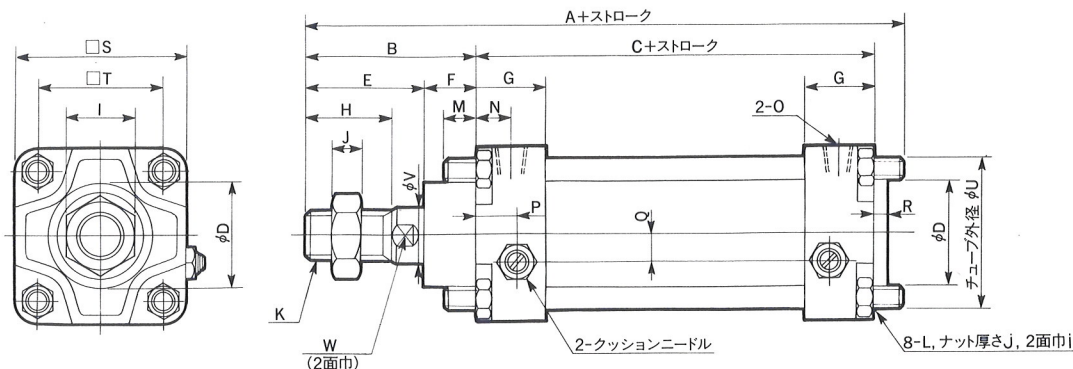 A+ストローク
□S
B
C+ストローク
□T
E
F
G
G
I
H
M
N
2-O
J
φV
φD
P
Q
R
φD
チューブ外径 φU
K
W
(2面巾)
2-クッションニードル
8-L, ナット厚さj, 2面巾i